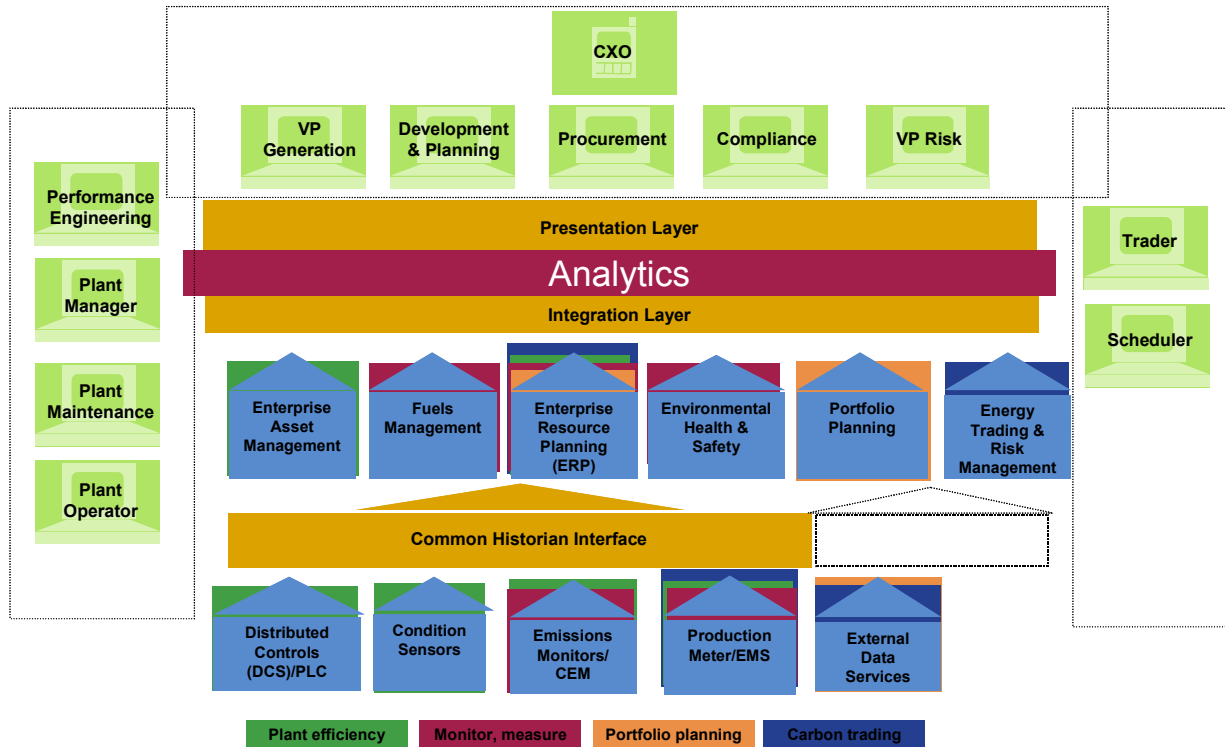 CXO
VP
Generation
Development
& Planning
Procurement
Compliance
VP Risk
Performance
Engineering
Plant
Manager
Plant
Maintenance
Plant
Operator
Trader
Scheduler
Presentation Layer
Analytics
Integration Layer
Enterprise
Asset
Management
Fuels
Management
Enterprise
Resource
Planning
(ERP)
Environmental
Health &
Safety
Portfolio
Planning
Energy
Trading &
Risk
Management
Common Historian Interface
Distributed
Controls
(DCS)/PLC
Condition
Sensors
Emissions
Monitors/
CEM
Production
Meter/EMS
External
Data
Services
Plant efficiency
Monitor, measure
Portfolio planning
Carbon trading